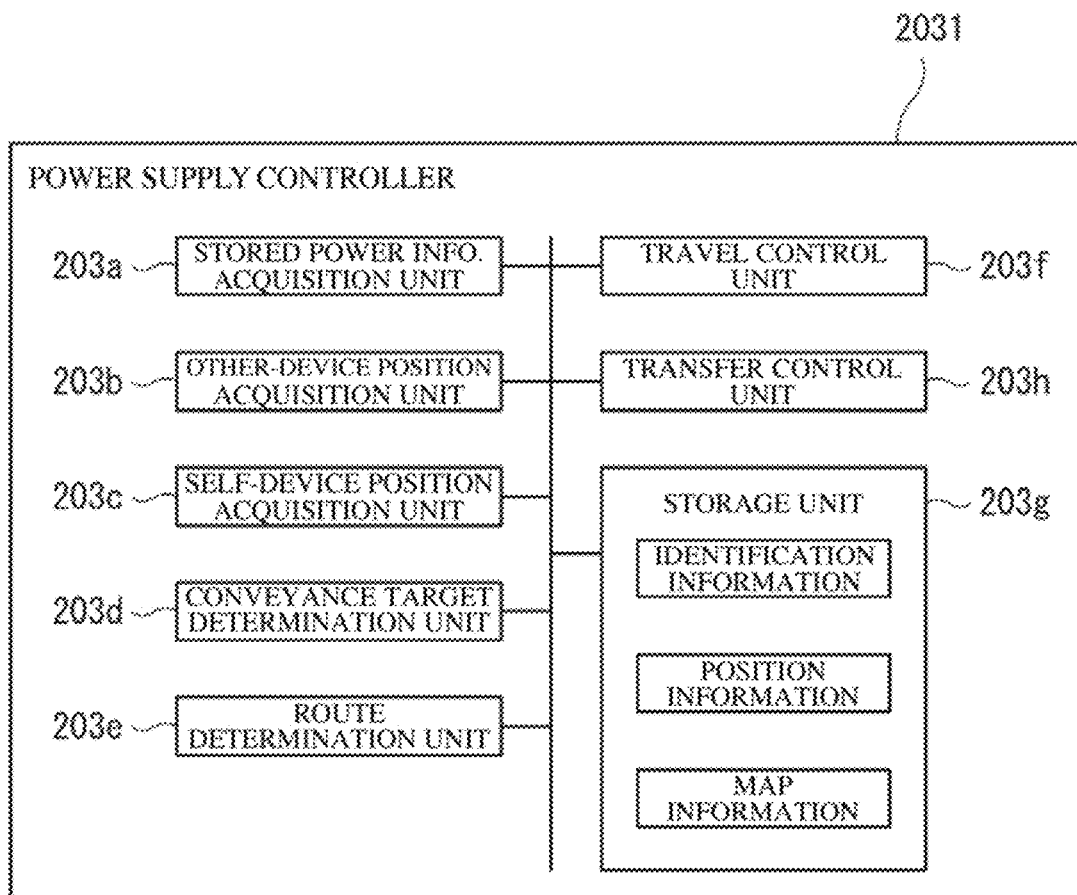 2031
POWER SUPPLY CONTROLLER
203a
STORED POWER INFO.
ACQUISITION UNIT
TRAVEL CONTROL
UNIT
203f
203b
OTHER-DEVICE POSITION
ACQUISITION UNIT
TRANSFER CONTROL
UNIT
203h
203c
SELF-DEVICE POSITION
ACQUISITION UNIT
STORAGE UNIT
203g
IDENTIFICATION
INFORMATION
203d
CONVEYANCE TARGET
DETERMINATION UNIT
POSITION
INFORMATION
203e
ROUTE
DETERMINATION UNIT
MAP
INFORMATION